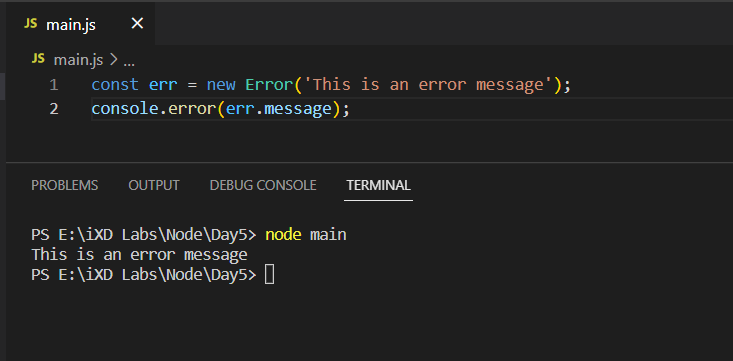 JS main.js ×
JS main.js > ...
1 const err = new Error('This is an error message');
2 console.error(err.message);
PROBLEMS OUTPUT DEBUG CONSOLE TERMINAL
PS E:\iXD Labs\Node\Day5> node main
This is an error message
PS E:\iXD Labs\Node\Day5>